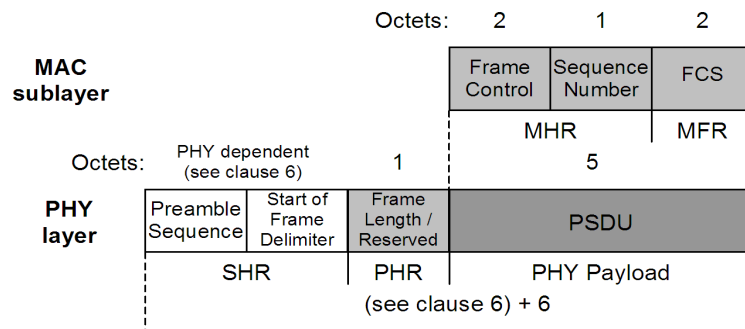 Octets: 2 1 2
MAC sublayer
Frame Control
Sequence Number
FCS
MHR MFR
Octets: PHY dependent (see clause 6) 1 5
PHY layer
Preamble Sequence
Start of Frame Delimiter
Frame Length / Reserved
PSDU
SHR PHR PHY Payload
(see clause 6) + 6